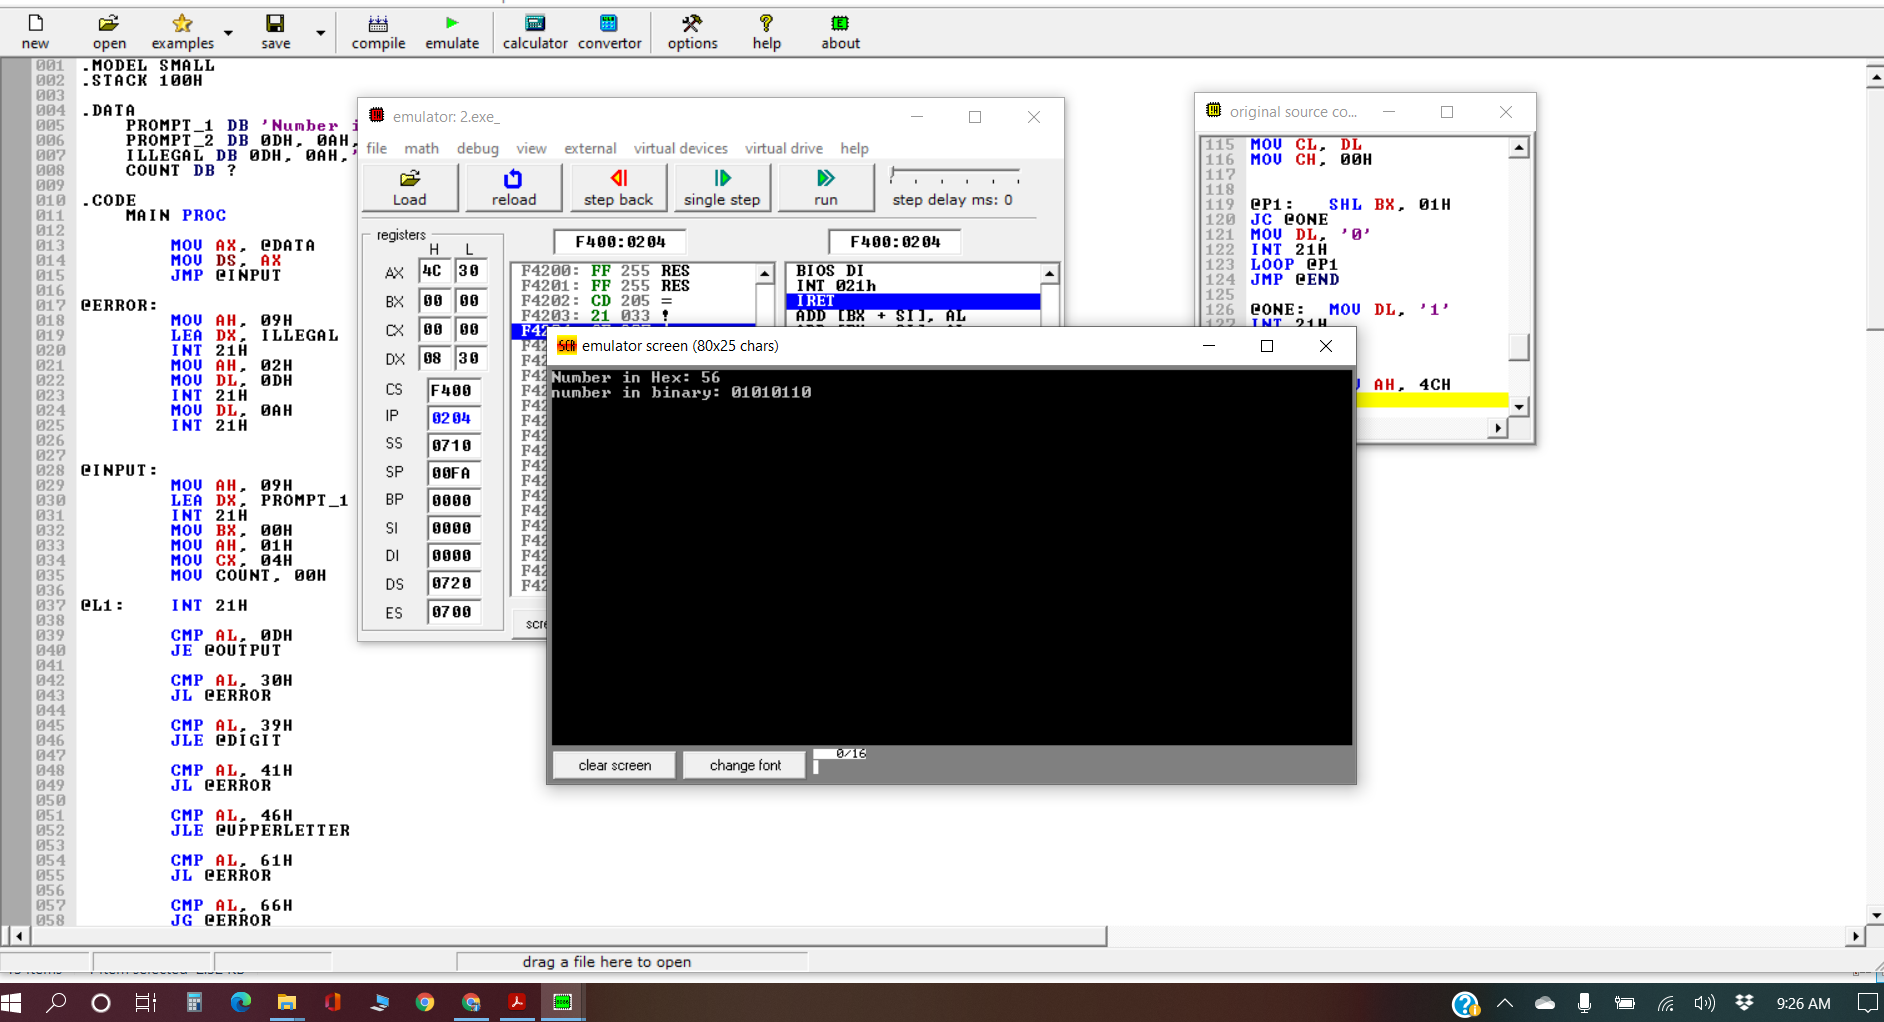 new open examples save compile emulate calculator convertor options help about
001 .MODEL SMALL
002 .STACK 100H
003
004 .DATA
005 PROMPT_1 DB 'Number i
006 PROMPT_2 DB 0DH, 0AH,
007 ILLEGAL DB 0DH, 0AH,'
008 COUNT DB ?
009
010 .CODE
011 MAIN PROC
012
013 MOV AX, @DATA
014 MOV DS, AX
015 JMP @INPUT
016
017 @ERROR:
018 MOV AH, 09H
019 LEA DX, ILLEGAL
020 INT 21H
021 MOV AH, 02H
022 MOV DL, 0DH
023 INT 21H
024 MOV DL, 0AH
025 INT 21H
026
027
028 @INPUT:
029 MOV AH, 09H
030 LEA DX, PROMPT_1
031 INT 21H
032 MOV BX, 00H
033 MOV AH, 01H
034 MOV CX, 04H
035 MOV COUNT, 00H
036
037 @L1: INT 21H
038
039 CMP AL, 0DH
040 JE @OUTPUT
041
042 CMP AL, 30H
043 JL @ERROR
044
045 CMP AL, 39H
046 JLE @DIGIT
047
048 CMP AL, 41H
049 JL @ERROR
050
051 CMP AL, 46H
052 JLE @UPPERLETTER
053
054 CMP AL, 61H
055 JL @ERROR
056
057 CMP AL, 66H
058 JG @ERROR
emulator: 2.exe_
file math debug view external virtual devices virtual drive help
Load reload step back single step run step delay ms: 0
registers
H L
AX 4C 30
BX 00 00
CX 00 00
DX 08 30
CS F400
IP 0204
SS 0710
SP 00FA
BP 0000
SI 0000
DI 0000
DS 0720
ES 0700
F400:0204 F400:0204
F4200: FF 255 RES
F4201: FF 255 RES
F4202: CD 205 =
F4203: 21 033 !
BIOS DI
INT 021h
IRET
ADD [BX + SI], AL
original source co...
115 MOV CL, DL
116 MOV CH, 00H
117
118
119 @P1: SHL BX, 01H
120 JC @ONE
121 MOV DL, '0'
122 INT 21H
123 LOOP @P1
124 JMP @END
125
126 @ONE: MOV DL, '1'
127 INT 21H
AH, 4CH
emulator screen (80x25 chars)
Number in Hex: 56
number in binary: 01010110
clear screen change font 0/16
drag a file here to open
9:26 AM